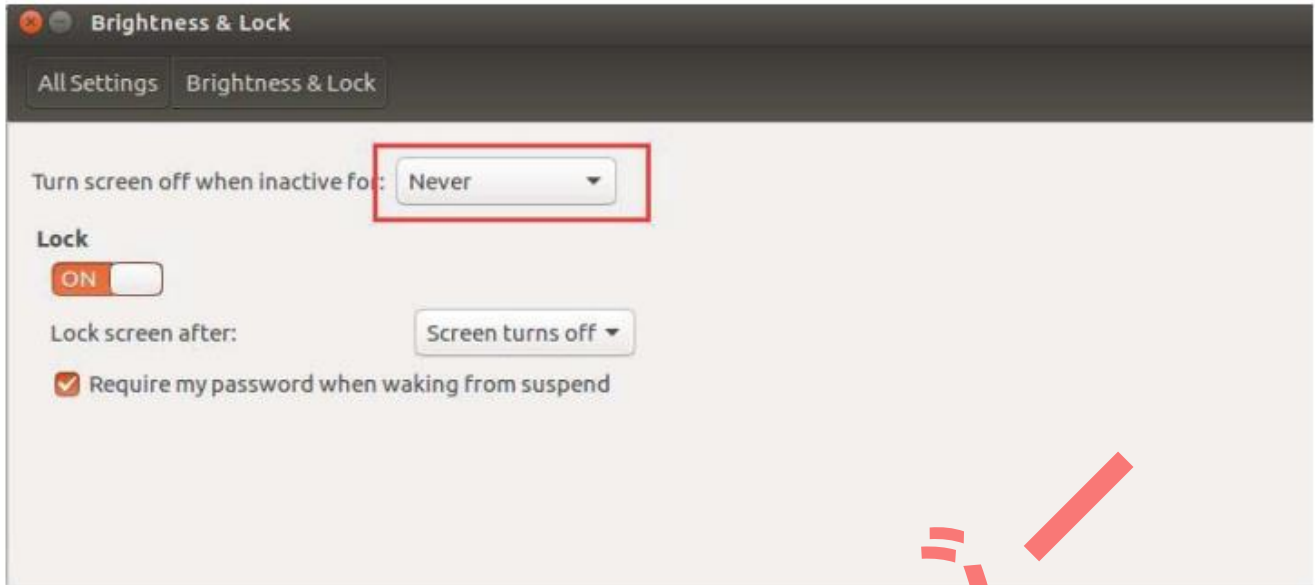 Brightness & Lock
All Settings Brightness & Lock
Turn screen off when inactive for: Never
Lock
ON
Lock screen after: Screen turns off
Require my password when waking from suspend